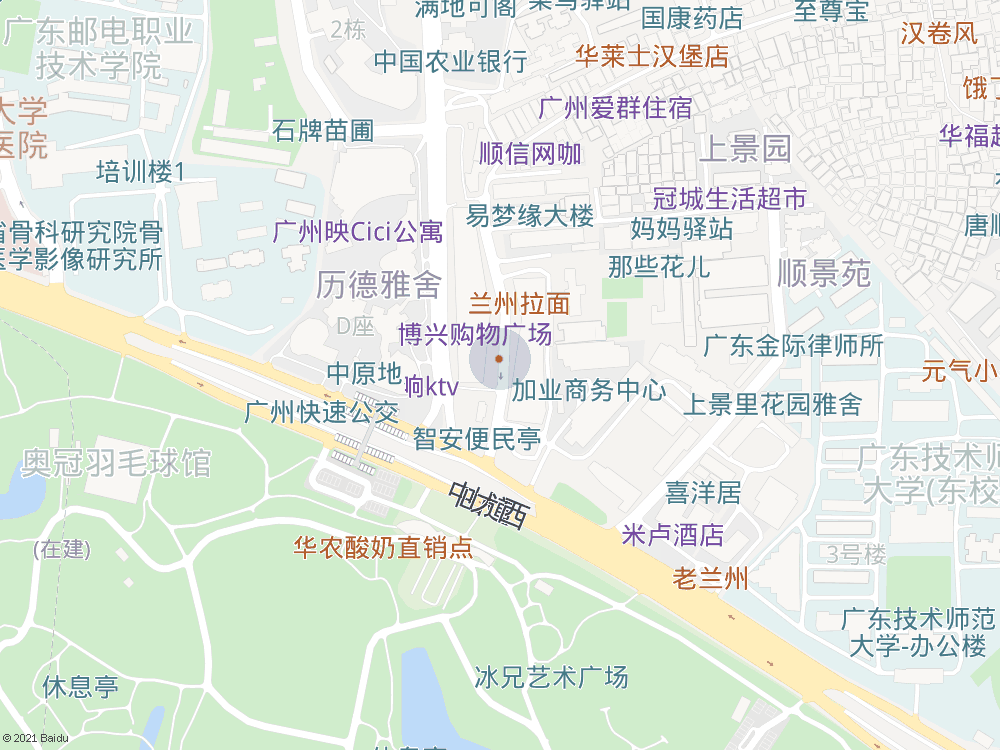 满地可阁
菜鸟驿站
国康药店
至尊宝
广东邮电职业
技术学院
2栋
汉卷风
中国农业银行
华莱士汉堡店
饿了
大学
医院
广州爱群住宿
石牌苗圃
华福超
顺信网咖
上景园
培训楼1
冠城生活超市
易梦缘大楼
妈妈驿站
唐顺
省骨科研究院骨
医学影像研究所
广州映Cici公寓
那些花儿
顺景苑
历德雅舍
兰州拉面
D座
博兴购物广场
广东金际律师所
中原地
响ktv
加业商务中心
元气小
广州快速公交
上景里花园雅舍
智安便民亭
奥冠羽毛球馆
广东技术师
大学(东校
喜洋居
中山大道西
米卢酒店
(在建)
华农酸奶直销点
3号楼
老兰州
广东技术师范
大学-办公楼
休息亭
冰兄艺术广场
休息亭
© 2021 Baidu